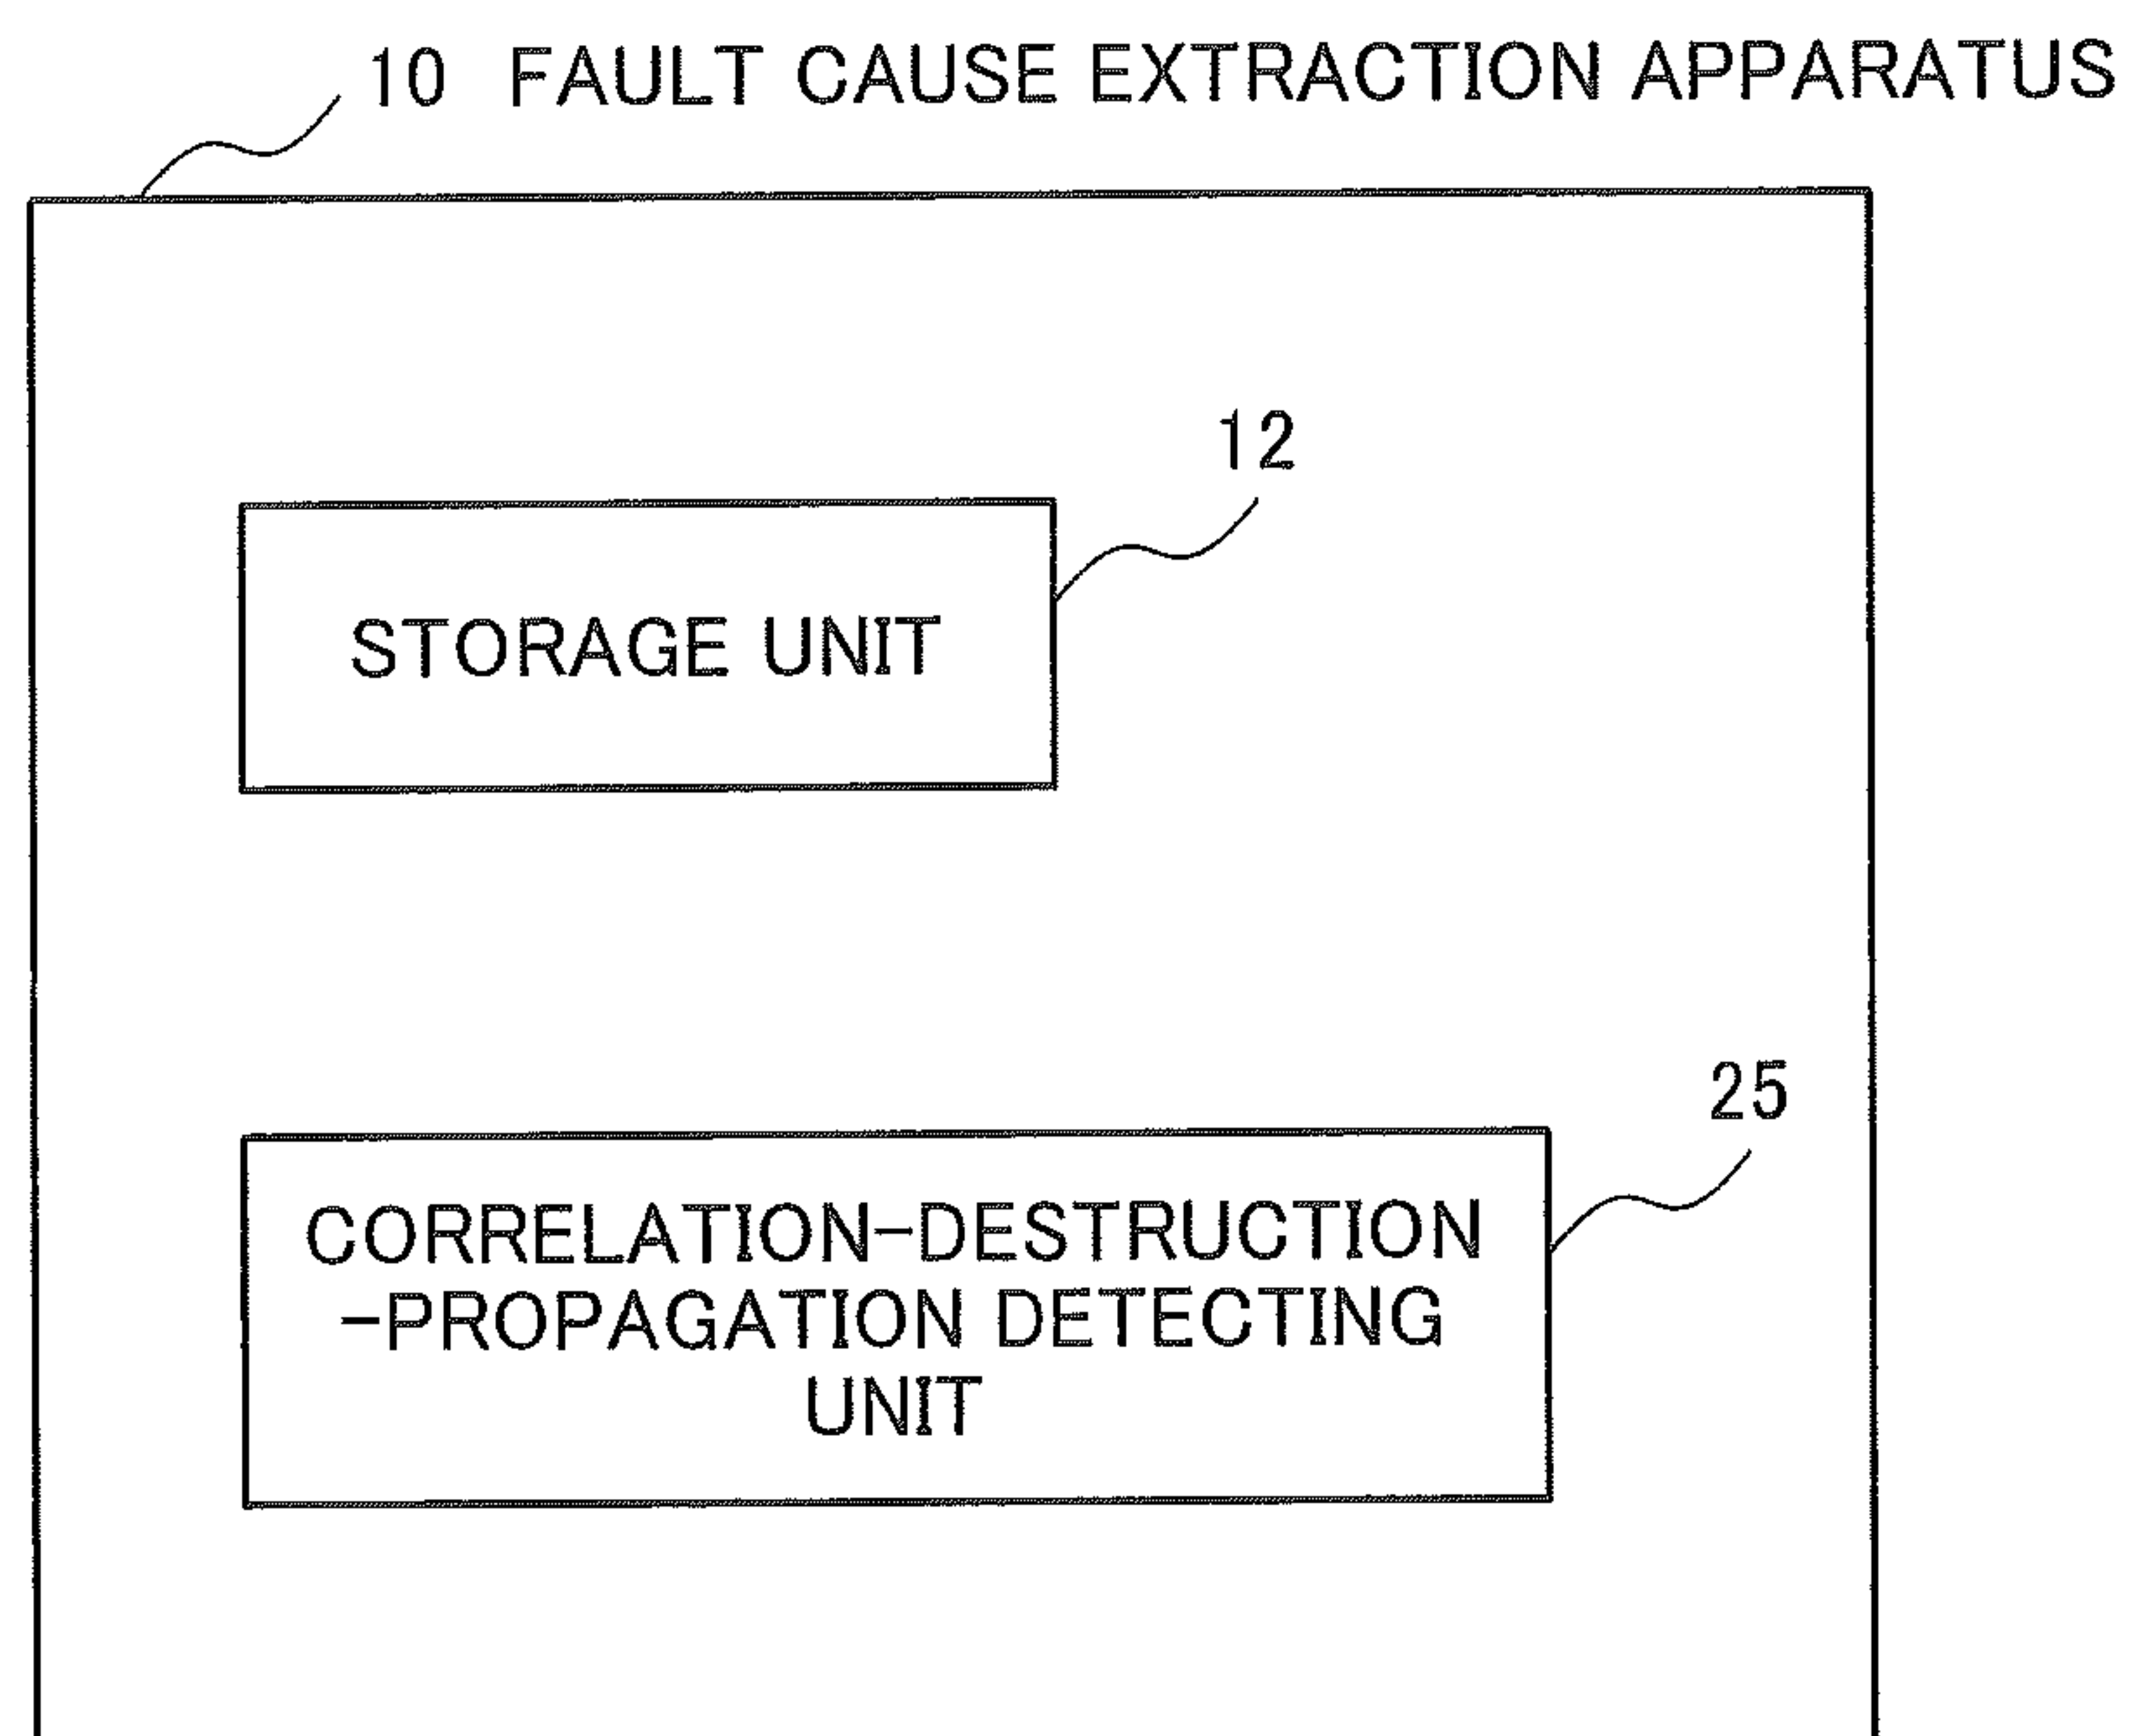 10 FAULT CAUSE EXTRACTION APPARATUS
12
STORAGE UNIT
25
CORRELATION-DESTRUCTION
-PROPAGATION DETECTING
UNIT